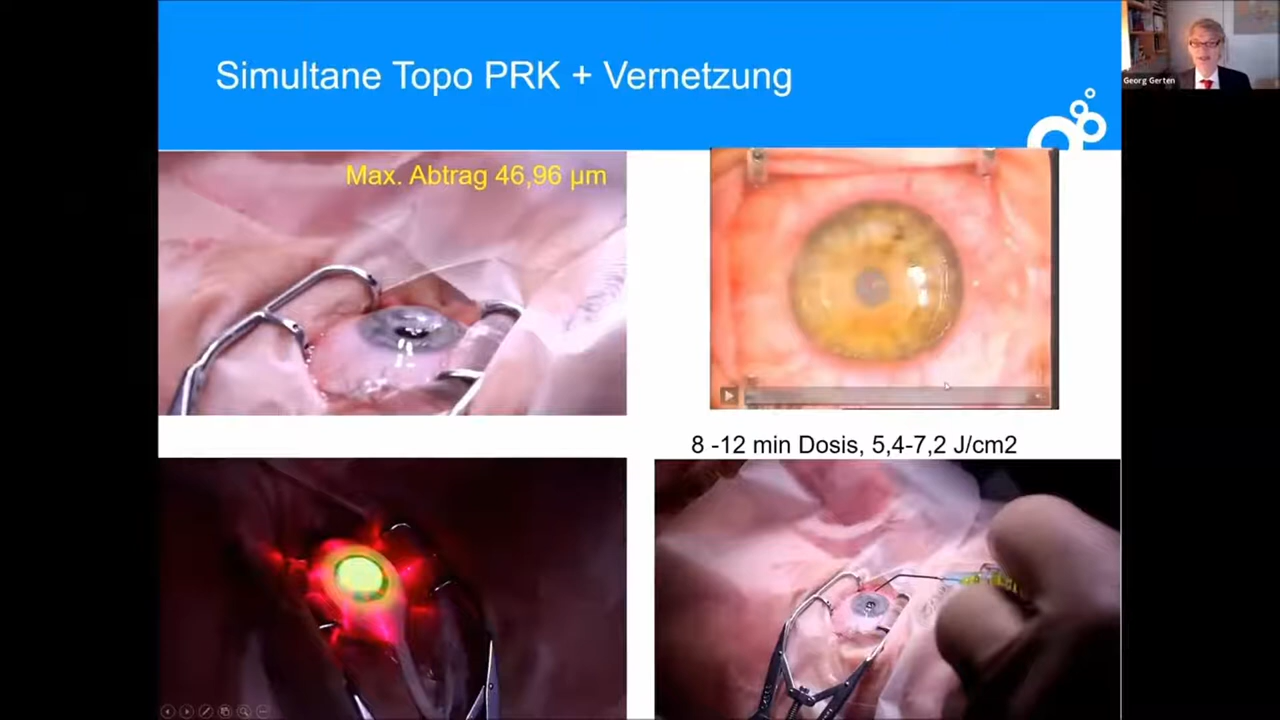 Simultane Topo PRK + Vernetzung
Georg Gerten
Max. Abtrag 46,96 µm
8 -12 min Dosis, 5,4-7,2 J/cm2